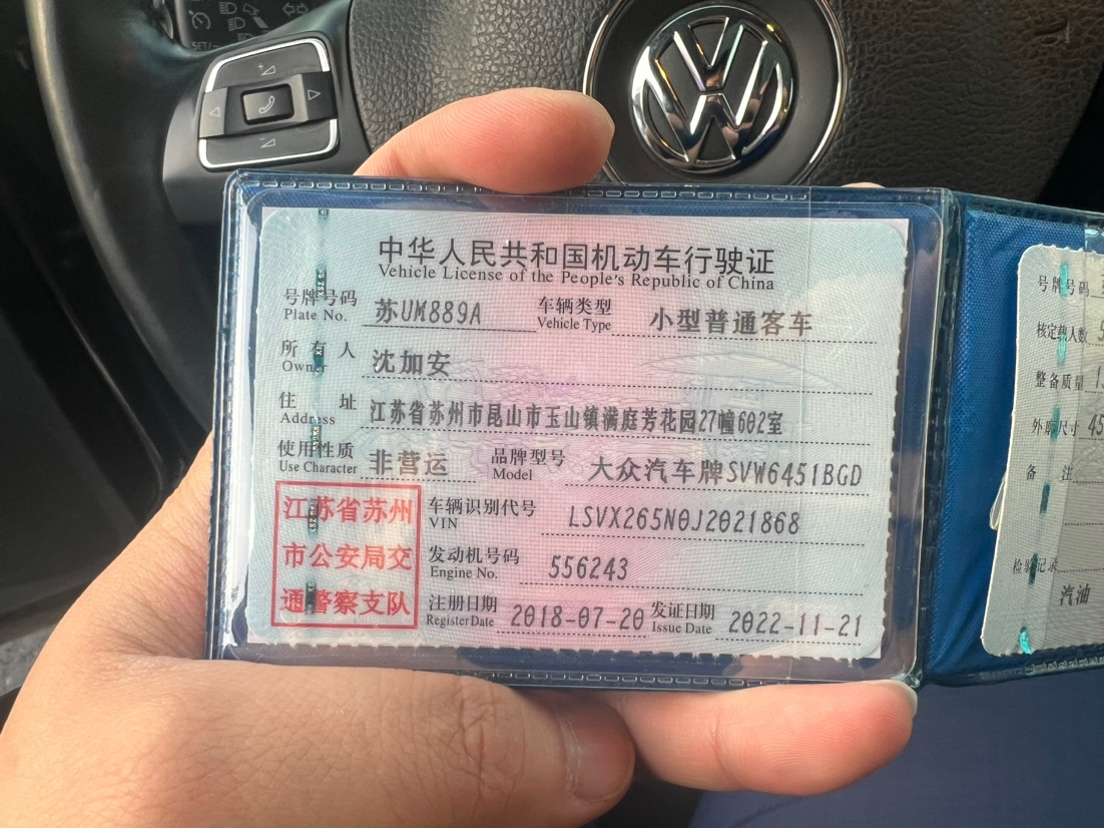 中华人民共和国机动车行驶证
Vehicle License of the People's Republic of China
号牌号码 苏UM889A 车辆类型 小型普通客车
Plate No. Vehicle Type
所有人 沈加安
Owner
住址 江苏省苏州市昆山市玉山镇满庭芳花园27幢602室
Address
使用性质 非营运 品牌型号 大众汽车牌SVW6451BGD
Use Character Model
江苏省苏州
市公安局交
通警察支队
车辆识别代号 LSVX265N0J2021868
VIN
发动机号码 556243
Engine No.
注册日期 2018-07-20 发证日期 2022-11-21
Register Date Issue Date
号牌号码
核定载人数
整备质量
外廓尺寸 45
备注
检验记录
汽油